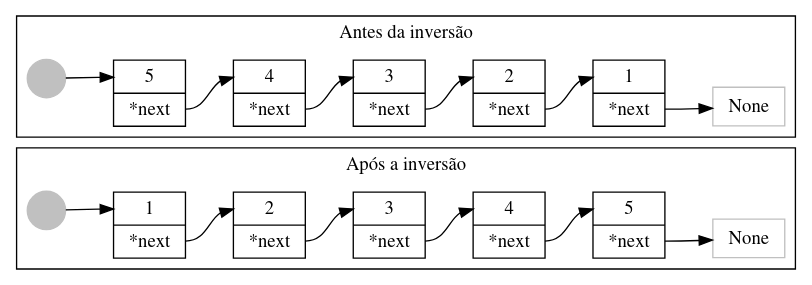 Antes da inversão
5 4 3 2 1
*next *next *next *next *next None
Após a inversão
1 2 3 4 5
*next *next *next *next *next None